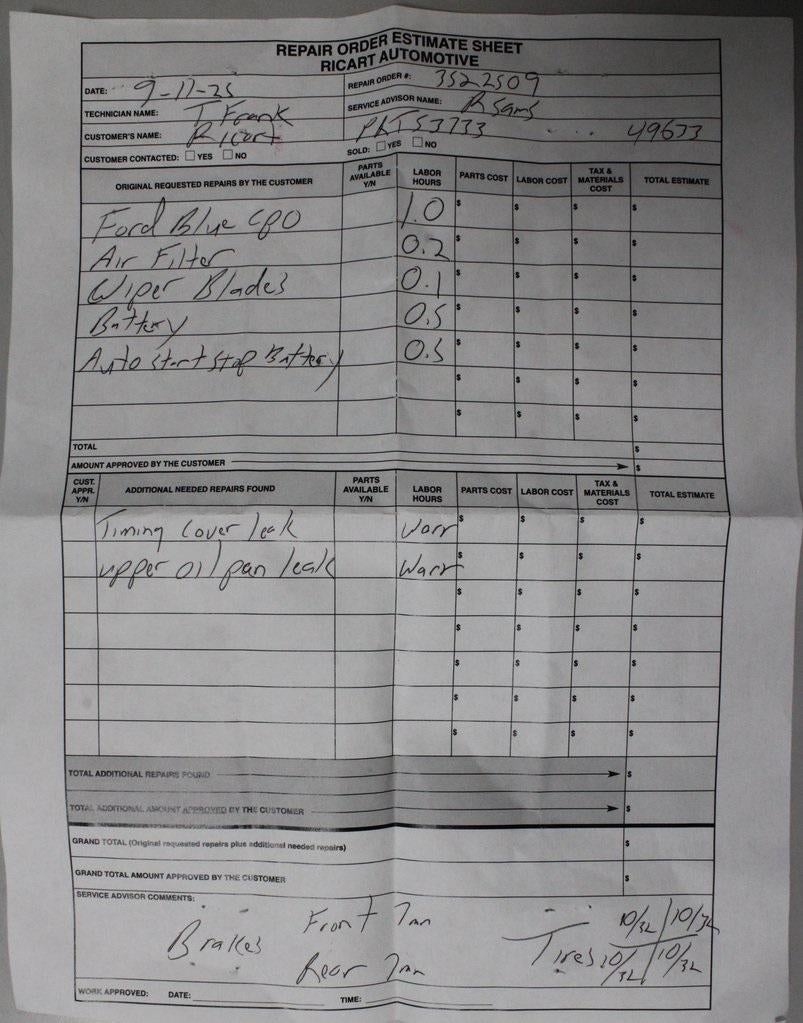 REPAIR ORDER ESTIMATE SHEET
RICART AUTOMOTIVE
DATE: 9-17-25 REPAIR ORDER #: 3522509
TECHNICIAN NAME: T. Frank SERVICE ADVISOR NAME: R Sams
CUSTOMER'S NAME: Ricart PKT53733 49633
CUSTOMER CONTACTED: YES NO SOLD: YES NO
ORIGINAL REQUESTED REPAIRS BY THE CUSTOMER PARTS AVAILABLE Y/N LABOR HOURS PARTS COST LABOR COST TAX & MATERIALS COST TOTAL ESTIMATE
Ford Blue CPO 1.0 $ $ $ $
Air Filter 0.2 $ $ $ $
Wiper Blades 0.1 $ $ $ $
Battery 0.5 $ $ $ $
Auto Start Stop Battery 0.5 $ $ $ $
$ $ $ $
$ $ $ $
TOTAL $
AMOUNT APPROVED BY THE CUSTOMER $
CUST. APPR. Y/N ADDITIONAL NEEDED REPAIRS FOUND PARTS AVAILABLE Y/N LABOR HOURS PARTS COST LABOR COST TAX & MATERIALS COST TOTAL ESTIMATE
Timing Cover leak Warr $ $ $ $
upper oil pan leak Warr $ $ $ $
$ $ $ $
$ $ $ $
$ $ $ $
$ $ $ $
$ $ $ $
TOTAL ADDITIONAL REPAIRS FOUND $
TOTAL ADDITIONAL AMOUNT APPROVED BY THE CUSTOMER $
GRAND TOTAL (Original requested repairs plus additional needed repairs) $
GRAND TOTAL AMOUNT APPROVED BY THE CUSTOMER $
SERVICE ADVISOR COMMENTS:
Brakes Front 7mm Tires 10/32 10/32
Rear 7mm 10/32 10/32
WORK APPROVED: DATE: TIME: